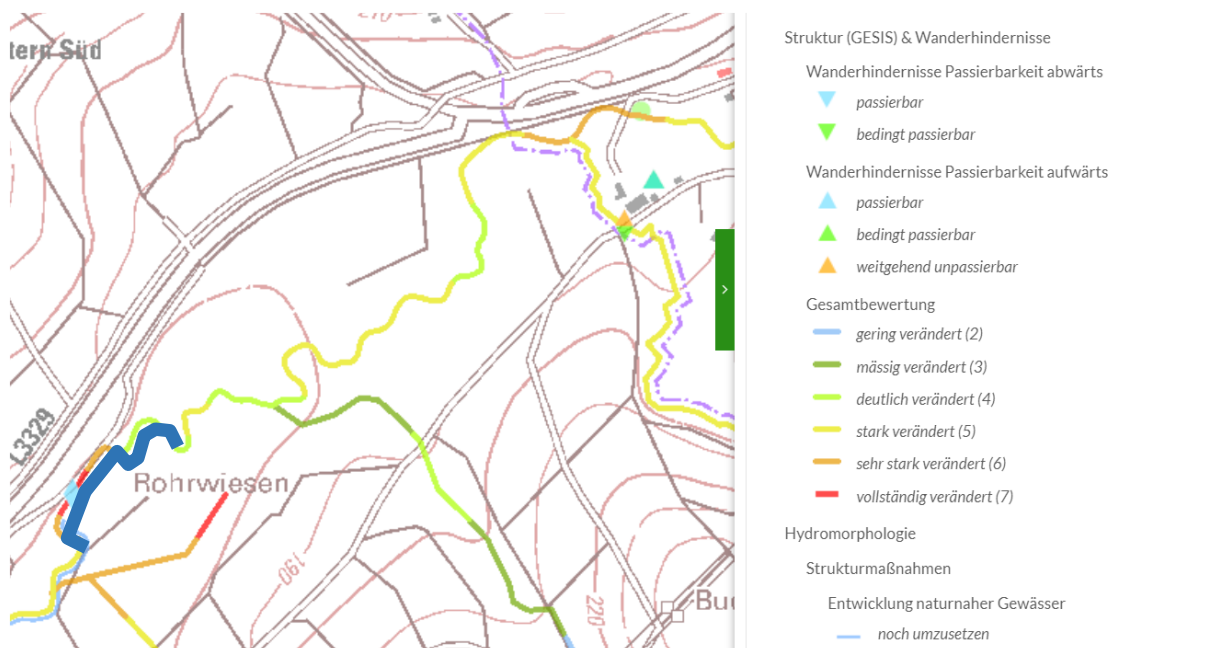 tern Süd
210
L3329
Rohrwiesen
190
220
Struktur (GESIS) & Wanderhindernisse
Wanderhindernisse Passierbarkeit abwärts
passierbar
bedingt passierbar
Wanderhindernisse Passierbarkeit aufwärts
passierbar
bedingt passierbar
weitgehend unpassierbar
Gesamtbewertung
gering verändert (2)
mässig verändert (3)
deutlich verändert (4)
stark verändert (5)
sehr stark verändert (6)
vollständig verändert (7)
Hydromorphologie
Strukturmaßnahmen
Entwicklung naturnaher Gewässer
noch umzusetzen